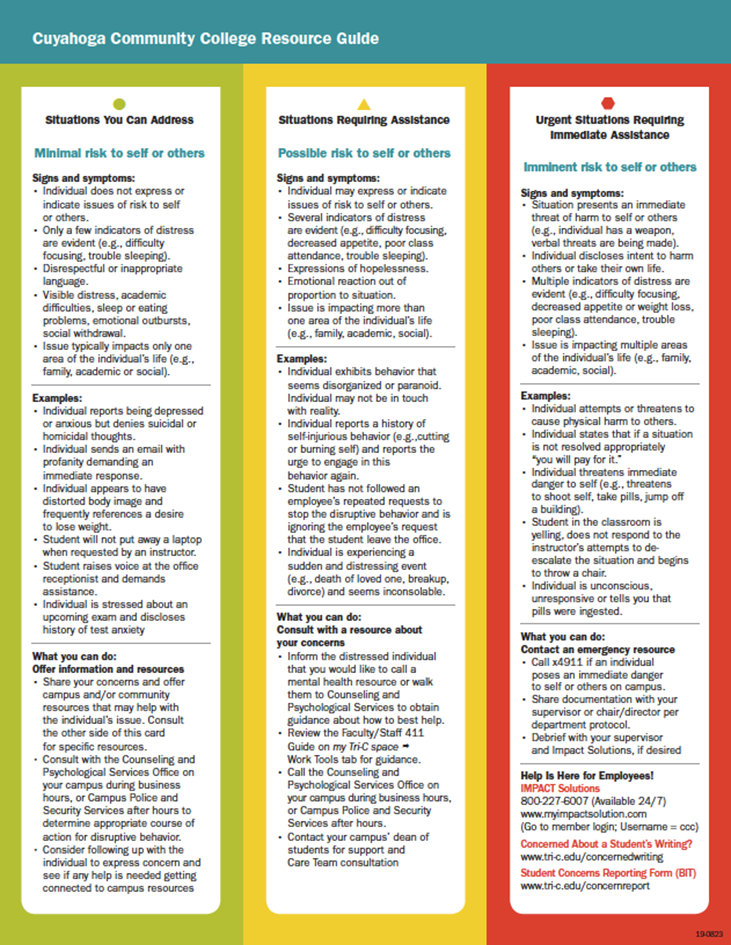 Cuyahoga Community College Resource Guide
Situations You Can Address
Minimal risk to self or others
Signs and symptoms:
• Individual does not express or
indicate issues of risk to self
or others.
• Only a few indicators of distress
are evident (e.g., difficulty
focusing, trouble sleeping).
• Disrespectful or inappropriate
language.
• Visible distress, academic
difficulties, sleep or eating
problems, emotional outbursts,
social withdrawal.
• Issue typically impacts only one
area of the individual's life (e.g.,
family, academic or social).
Examples:
• Individual reports being depressed
or anxious but denies suicidal or
homicidal thoughts.
• Individual sends an email with
profanity demanding an
immediate response.
• Individual appears to have
distorted body image and
frequently references a desire
to lose weight.
• Student will not put away a laptop
when requested by an instructor.
• Student raises voice at the office
receptionist and demands
assistance.
• Individual is stressed about an
upcoming exam and discloses
history of test anxiety
What you can do:
Offer information and resources
• Share your concerns and offer
campus and/or community
resources that may help with
the individual's issue. Consult
the other side of this card
for specific resources.
• Consult with the Counseling and
Psychological Services Office on
your campus during business
hours, or Campus Police and
Security Services after hours to
determine appropriate course of
action for disruptive behavior.
• Consider following up with the
individual to express concern and
see if any help is needed getting
connected to campus resources
Situations Requiring Assistance
Possible risk to self or others
Signs and symptoms:
• Individual may express or indicate
issues of risk to self or others.
• Several indicators of distress
are evident (e.g., difficulty focusing,
decreased appetite, poor class
attendance, trouble sleeping).
• Expressions of hopelessness.
• Emotional reaction out of
proportion to situation.
• Issue is impacting more than
one area of the individual's life
(e.g., family, academic, social).
Examples:
• Individual exhibits behavior that
seems disorganized or paranoid.
Individual may not be in touch
with reality.
• Individual reports a history of
self-injurious behavior (e.g.,cutting
or burning self) and reports the
urge to engage in this
behavior again.
• Student has not followed an
employee's repeated requests to
stop the disruptive behavior and is
ignoring the employee's request
that the student leave the office.
• Individual is experiencing a
sudden and distressing event
(e.g., death of loved one, breakup,
divorce) and seems inconsolable.
What you can do:
Consult with a resource about
your concerns
• Inform the distressed individual
that you would like to call a
mental health resource or walk
them to Counseling and
Psychological Services to obtain
guidance about how to best help.
• Review the Faculty/Staff 411
Guide on my Tri-C space ➡
Work Tools tab for guidance.
• Call the Counseling and
Psychological Services Office on
your campus during business hours,
or Campus Police and Security
Services after hours.
• Contact your campus' dean of
students for support and
Care Team consultation
Urgent Situations Requiring
Immediate Assistance
Imminent risk to self or others
Signs and symptoms:
• Situation presents an immediate
threat of harm to self or others
(e.g., individual has a weapon,
verbal threats are being made).
• Individual discloses intent to harm
others or take their own life.
• Multiple indicators of distress are
evident (e.g., difficulty focusing,
decreased appetite or weight loss,
poor class attendance, trouble
sleeping).
• Issue is impacting multiple areas
of the individual's life (e.g., family,
academic, social).
Examples:
• Individual attempts or threatens to
cause physical harm to others.
• Individual states that if a situation
is not resolved appropriately
“you will pay for it.”
• Individual threatens immediate
danger to self (e.g., threatens
to shoot self, take pills, jump off
a building).
• Student in the classroom is
yelling, does not respond to the
instructor's attempts to de-
escalate the situation and begins
to throw a chair.
• Individual is unconscious,
unresponsive or tells you that
pills were ingested.
What you can do:
Contact an emergency resource
• Call x4911 if an individual
poses an immediate danger
to self or others on campus.
• Share documentation with your
supervisor or chair/director per
department protocol.
• Debrief with your supervisor
and Impact Solutions, if desired
Help Is Here for Employees!
IMPACT Solutions
800-227-6007 (Available 24/7)
www.myimpactsolution.com
(Go to member login; Username = ccc)
Concerned About a Student's Writing?
www.tri-c.edu/concernedwriting
Student Concerns Reporting Form (BIT)
www.tri-c.edu/concernreport
19-0823